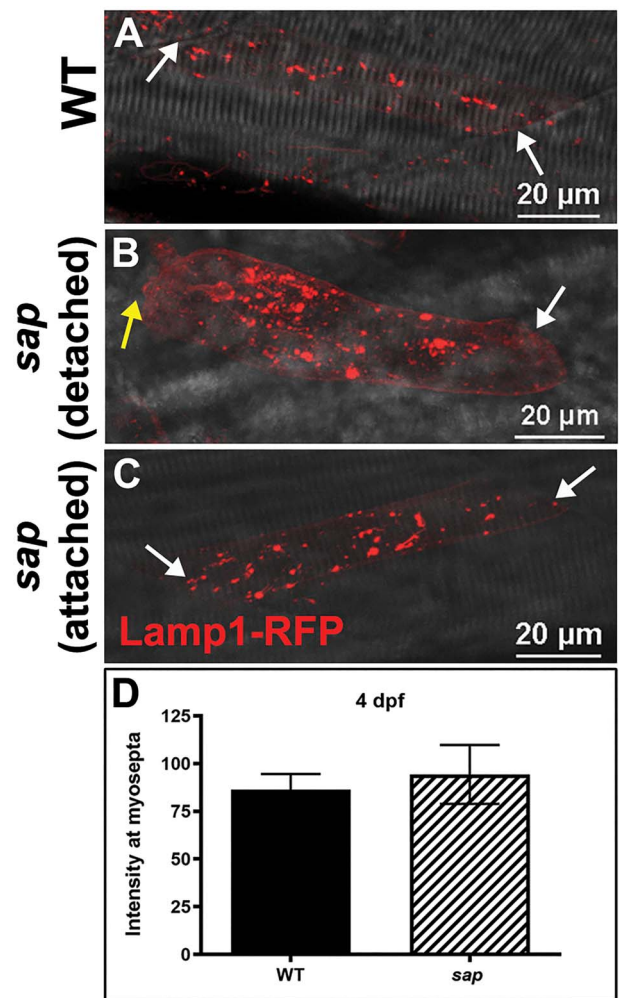 A
WT
20 µm
B
sap
(detached)
20 µm
C
sap
(attached)
Lamp1-RFP
20 µm
D
4 dpf
125
100
75
50
25
0
Intensity at myosepta
WT
sap